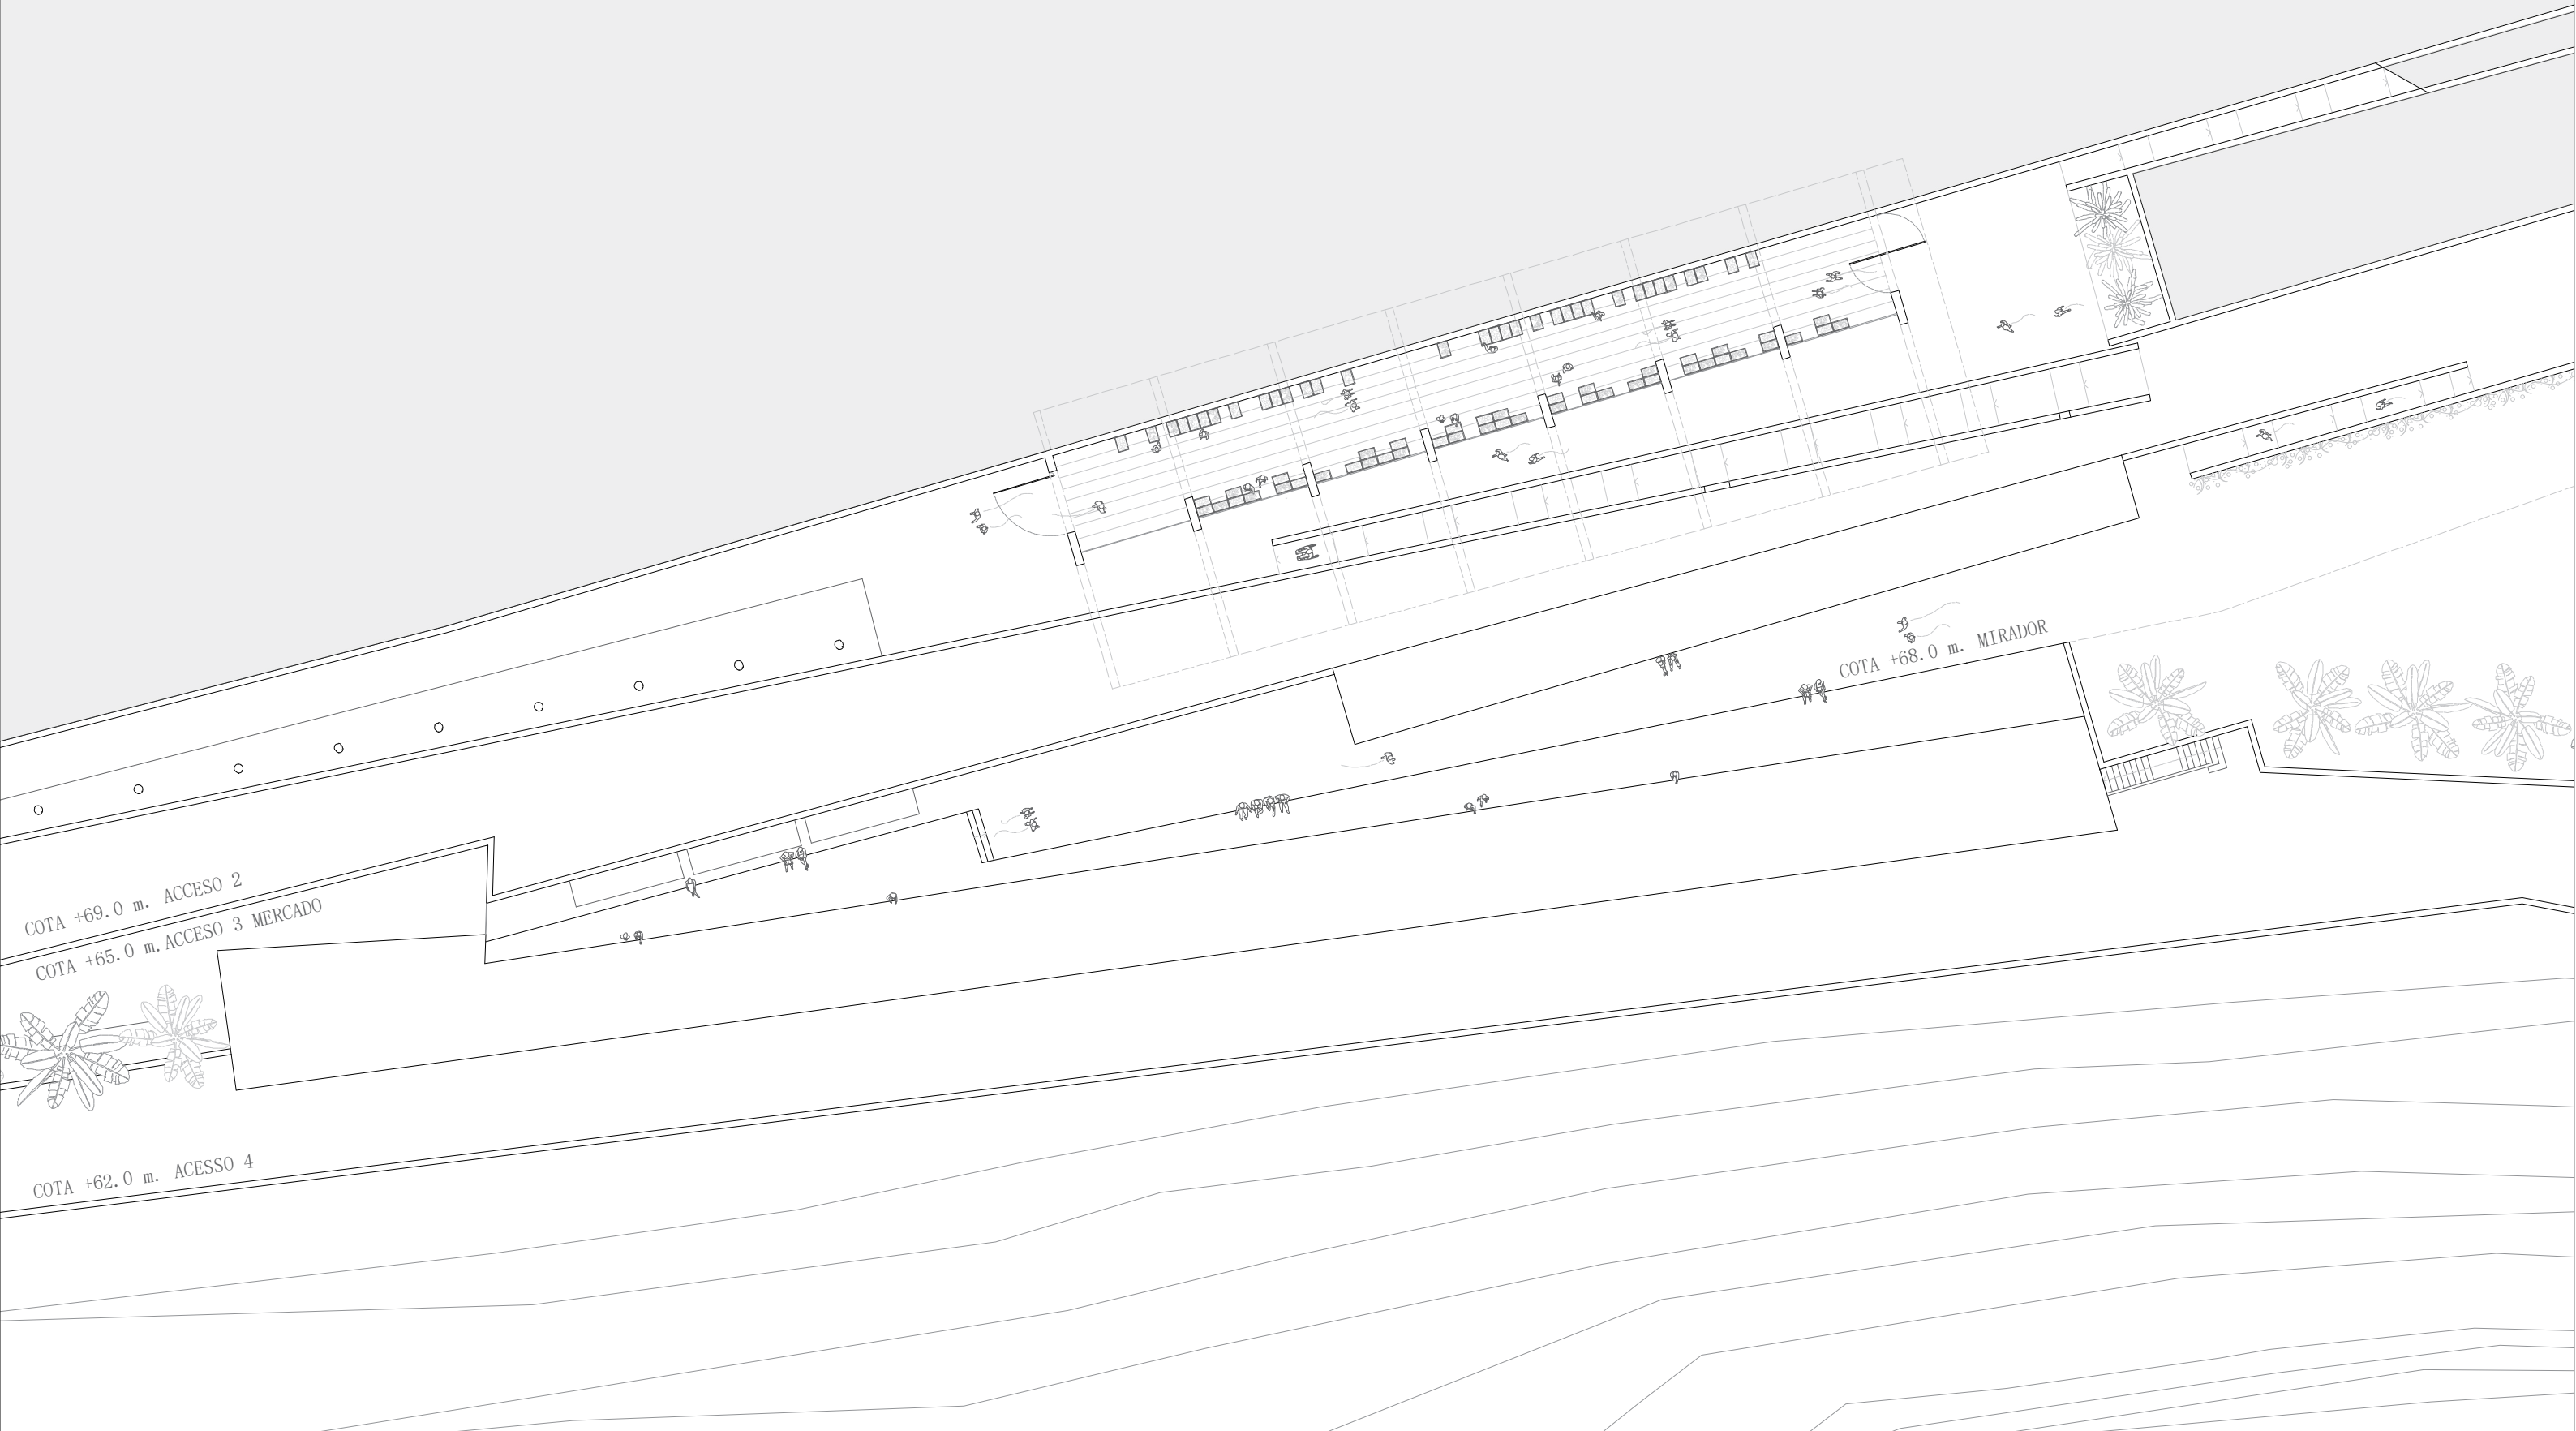 COTA +68.0 m. MIRADOR
COTA +69.0 m. ACCESO 2
COTA +65.0 m.ACCESO 3 MERCADO
COTA +62.0 m. ACESSO 4